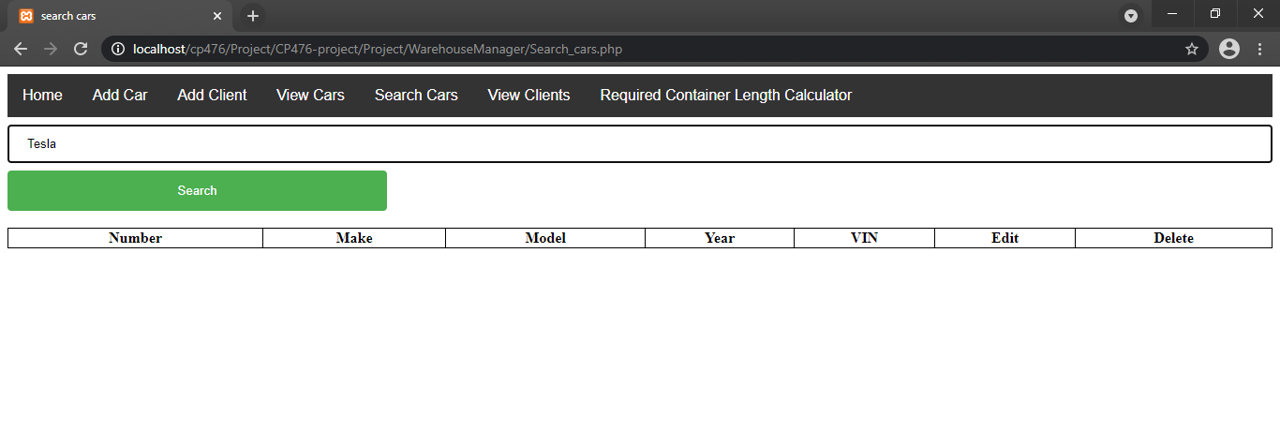 search cars
localhost/cp476/Project/CP476-project/Project/WarehouseManager/Search_cars.php
Home Add Car Add Client View Cars Search Cars View Clients Required Container Length Calculator
Tesla
Search
Number Make Model Year VIN Edit Delete